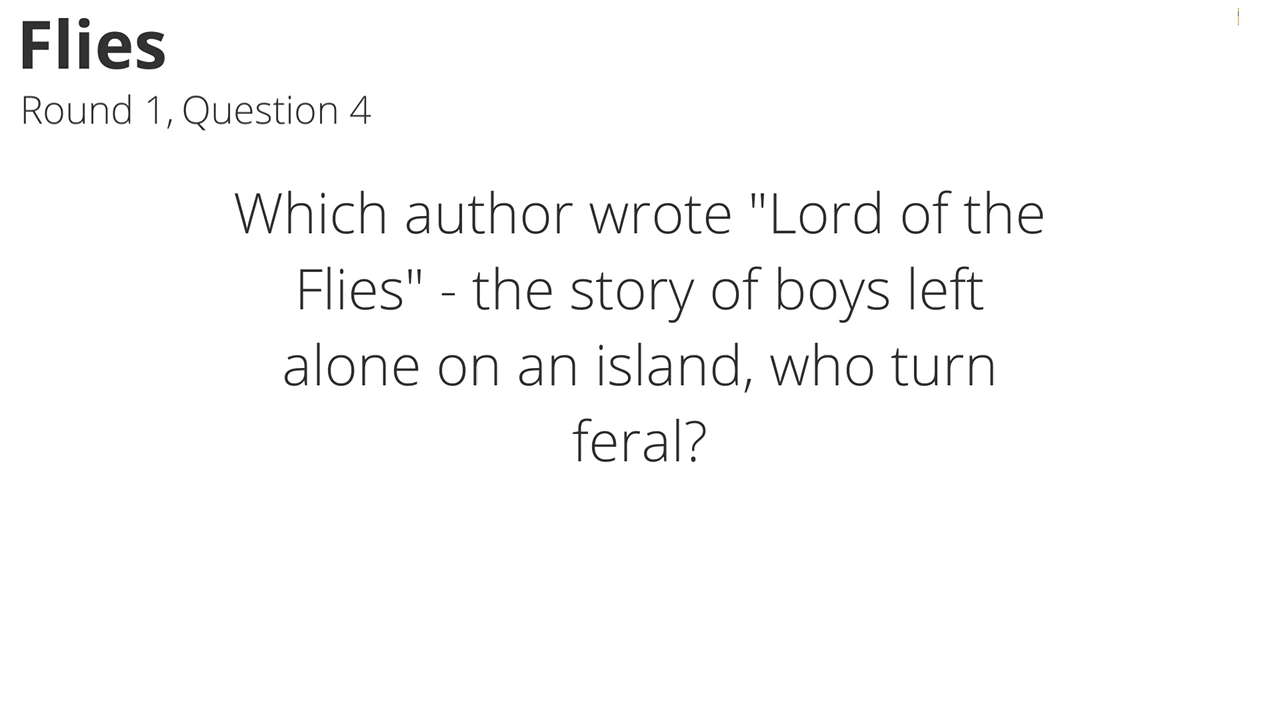 Flies
Round 1, Question 4
Which author wrote "Lord of the
Flies" - the story of boys left
alone on an island, who turn
feral?